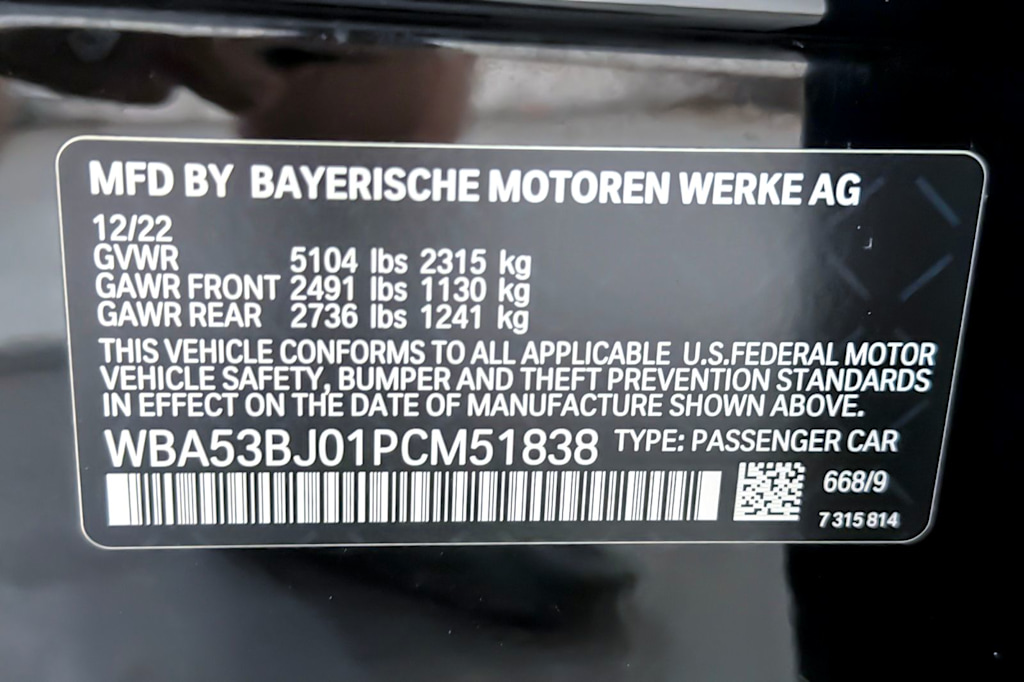 MFD BY BAYERISCHE MOTOREN WERKE AG
12/22
GVWR 5104 lbs 2315 kg
GAWR FRONT 2491 lbs 1130 kg
GAWR REAR 2736 lbs 1241 kg
THIS VEHICLE CONFORMS TO ALL APPLICABLE U.S.FEDERAL MOTOR
VEHICLE SAFETY, BUMPER AND THEFT PREVENTION STANDARDS
IN EFFECT ON THE DATE OF MANUFACTURE SHOWN ABOVE.
WBA53BJ01PCM51838 TYPE: PASSENGER CAR
668/9
7 315 814